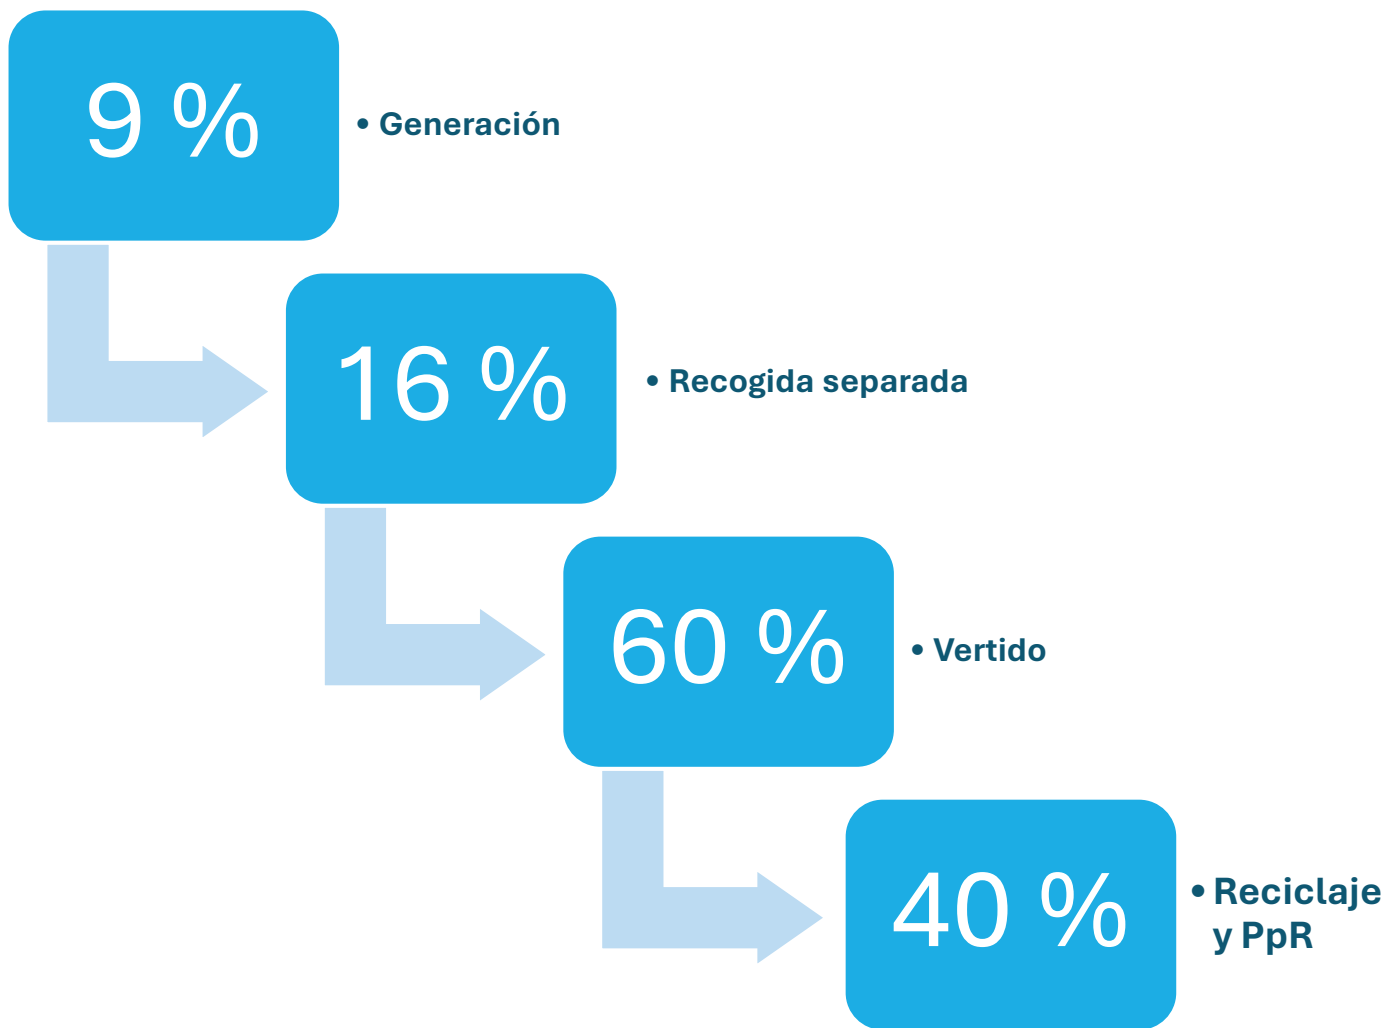 9 %
• Generación
16 %
• Recogida separada
60 %
• Vertido
40 %
• Reciclaje
y PpR